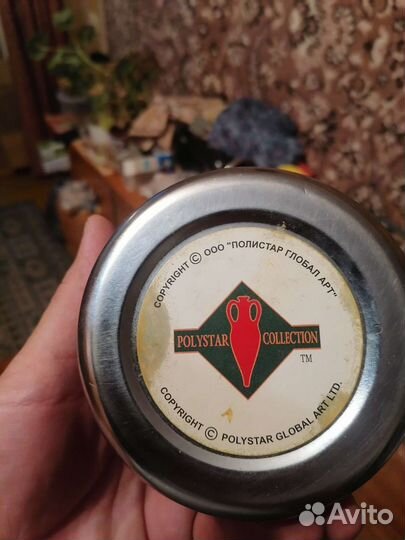 COPYRIGHT © ООО "ПОЛИСТАР ГЛОБАЛ АРТ"
POLYSTAR COLLECTION
TM
COPYRIGHT © POLYSTAR GLOBAL ART LTD.
Avito